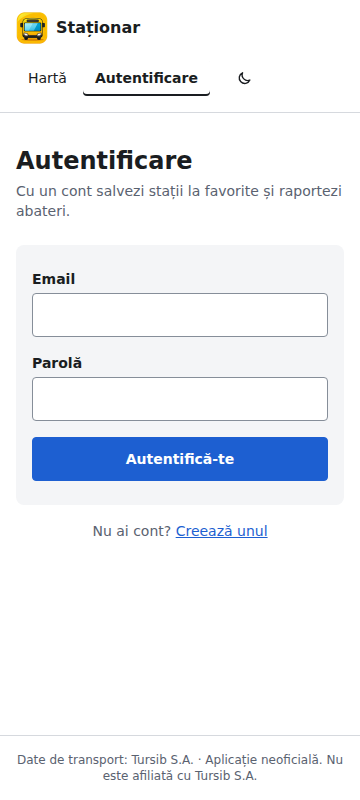 Staționar
Hartă
Autentificare
Autentificare
Cu un cont salvezi stații la favorite și raportezi
abateri.
Email
Parolă
Autentifică-te
Nu ai cont? Creează unul
Date de transport: Tursib S.A. · Aplicație neoficială. Nu
este afiliată cu Tursib S.A.